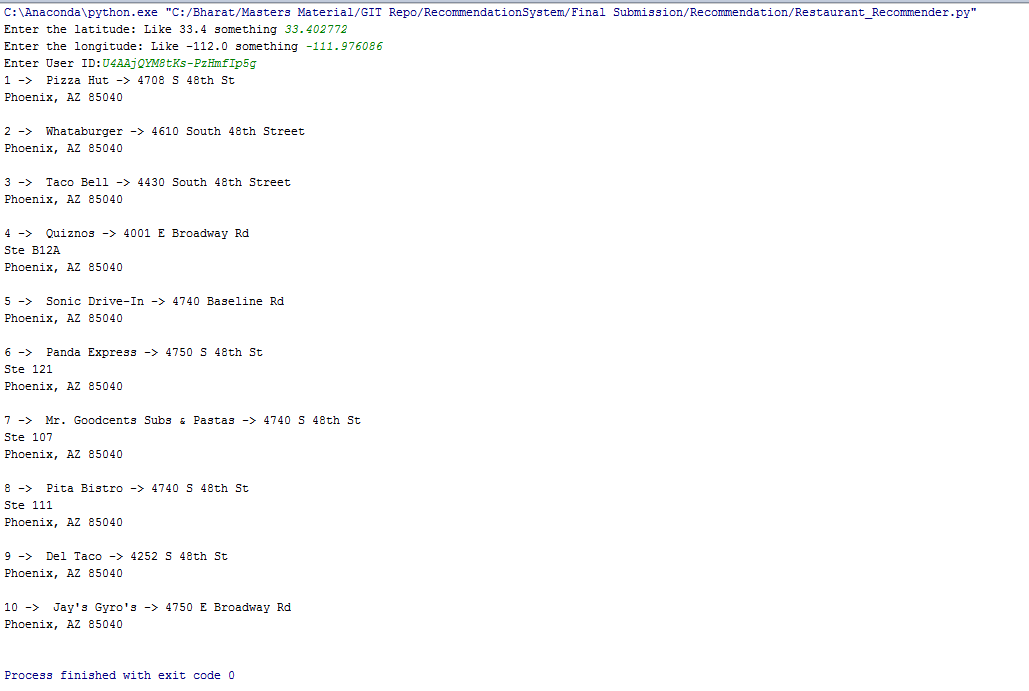 C:\Anaconda\python.exe "C:/Bharat/Masters Material/GIT Repo/RecommendationSystem/Final Submission/Recommendation/Restaurant_Recommender.py"
Enter the latitude: Like 33.4 something 33.402772
Enter the longitude: Like -112.0 something -111.976086
Enter User ID:U4AAjQYM8tKs-PzHmfIp5g
1 ->  Pizza Hut -> 4708 S 48th St
Phoenix, AZ 85040
2 ->  Whataburger -> 4610 South 48th Street
Phoenix, AZ 85040
3 ->  Taco Bell -> 4430 South 48th Street
Phoenix, AZ 85040
4 ->  Quiznos -> 4001 E Broadway Rd
Ste B12A
Phoenix, AZ 85040
5 ->  Sonic Drive-In -> 4740 Baseline Rd
Phoenix, AZ 85040
6 ->  Panda Express -> 4750 S 48th St
Ste 121
Phoenix, AZ 85040
7 ->  Mr. Goodcents Subs & Pastas -> 4740 S 48th St
Ste 107
Phoenix, AZ 85040
8 ->  Pita Bistro -> 4740 S 48th St
Ste 111
Phoenix, AZ 85040
9 ->  Del Taco -> 4252 S 48th St
Phoenix, AZ 85040
10 ->  Jay's Gyro's -> 4750 E Broadway Rd
Phoenix, AZ 85040
Process finished with exit code 0